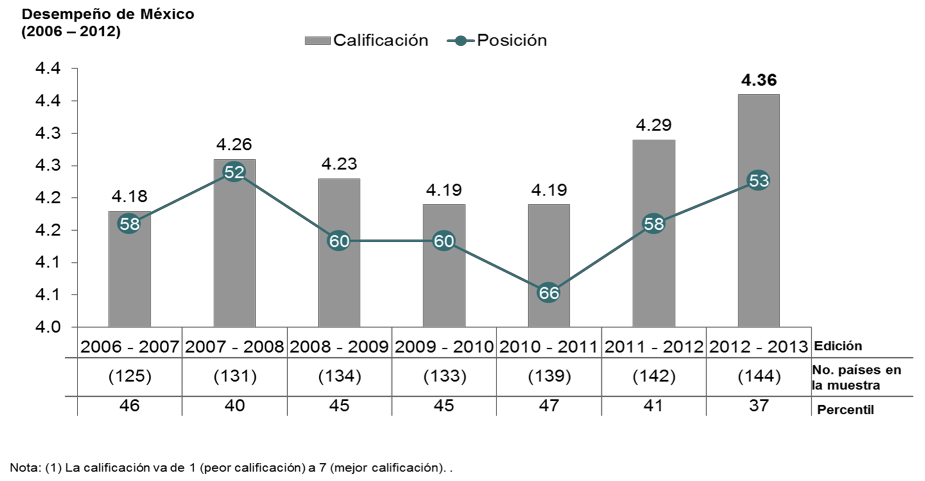 Desempeño de México
(2006 – 2012)
Calificación Posición
4.4
4.4
4.3
4.3
4.2
4.2
4.1
4.1
4.0
4.18 4.26 4.23 4.19 4.19 4.29 4.36
58 52 60 60 66 58 53
2006 - 2007 2007 - 2008 2008 - 2009 2009 - 2010 2010 - 2011 2011 - 2012 2012 - 2013 Edición
(125) (131) (134) (133) (139) (142) (144) No. países en
la muestra
46 40 45 45 47 41 37 Percentil
Nota: (1) La calificación va de 1 (peor calificación) a 7 (mejor calificación). .